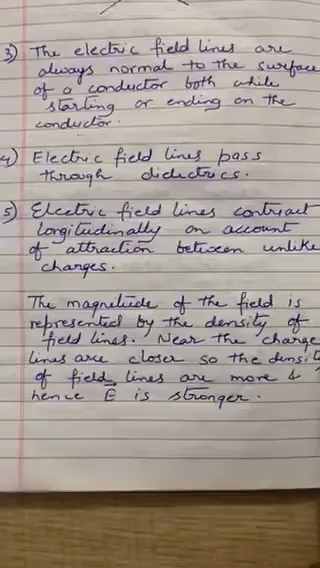 3) The electric field lines are
always normal to the surface
of a conductor both while
starting or ending on the
conductor.
4) Electric field lines pass
through dielectrics.
5) Electric field lines contract
longitudinally on account
of attraction between unlike
charges.
The magnitude of the field is
represented by the density of
field lines. Near the charge
lines are closer so the density
of field lines are more &
hence E⃗ is stronger.